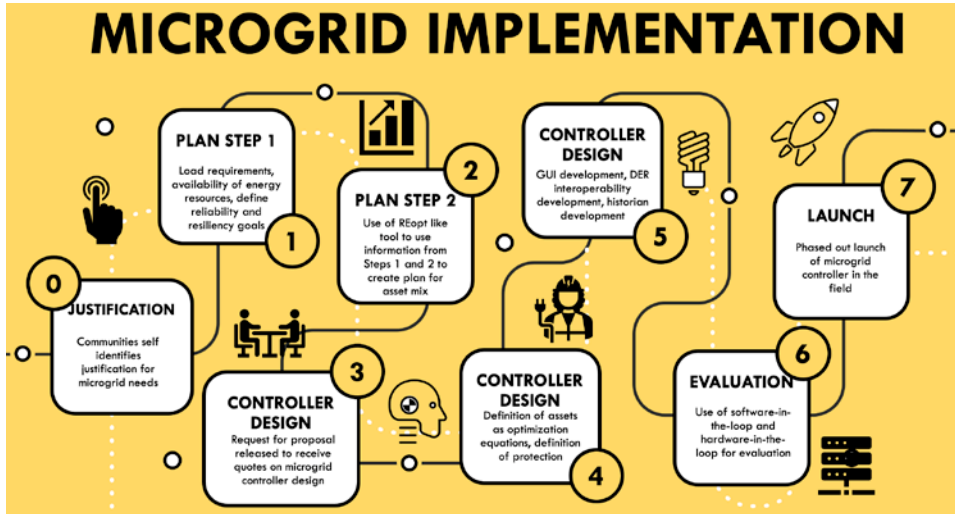 MICROGRID IMPLEMENTATION
0
JUSTIFICATION
Communities self
identifies
justification for
microgrid needs
PLAN STEP 1
Load requirements,
availability of energy
resources, define
reliability and
resiliency goals
1
2
PLAN STEP 2
Use of REopt like
tool to use
information from
Steps 1 and 2 to
create plan for
asset mix
3
CONTROLLER
DESIGN
Request for proposal
released to receive
quotes on microgrid
controller design
CONTROLLER
DESIGN
Definition of assets
as optimization
equations, definition
of protection
4
CONTROLLER
DESIGN
GUI development, DER
interoperability
development, historian
development
5
6
EVALUATION
Use of software-in-
the-loop and
hardware-in-the-
loop for evaluation
7
LAUNCH
Phased out launch
of microgrid
controller in the
field